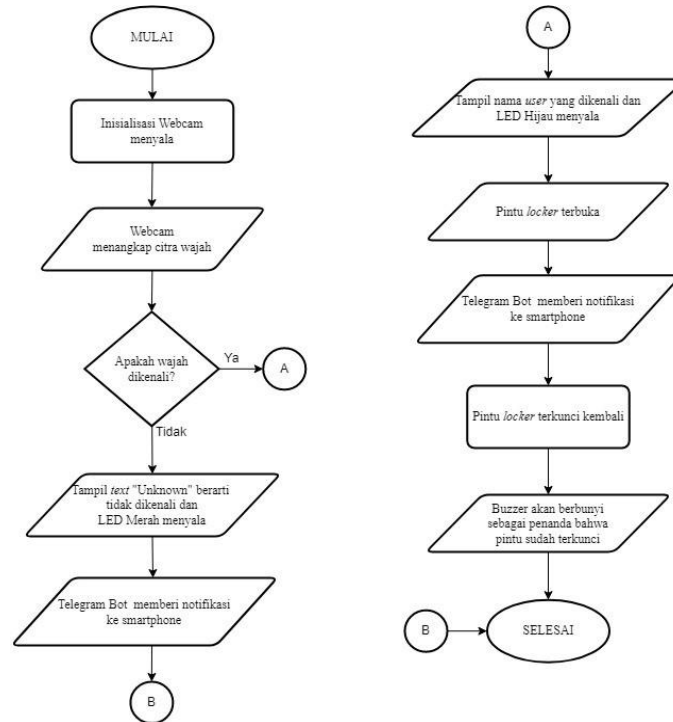 MULAI
Inisialisasi Webcam
menyala
Webcam
menangkap citra wajah
Apakah wajah
dikenali?
Ya
A
Tidak
Tampil text "Unknown" berarti
tidak dikenali dan
LED Merah menyala
Telegram Bot memberi notifikasi
ke smartphone
B
A
Tampil nama user yang dikenali dan
LED Hijau menyala
Pintu locker terbuka
Telegram Bot memberi notifikasi
ke smartphone
Pintu locker terkunci kembali
Buzzer akan berbunyi
sebagai penanda bahwa
pintu sudah terkunci
B
SELESAI